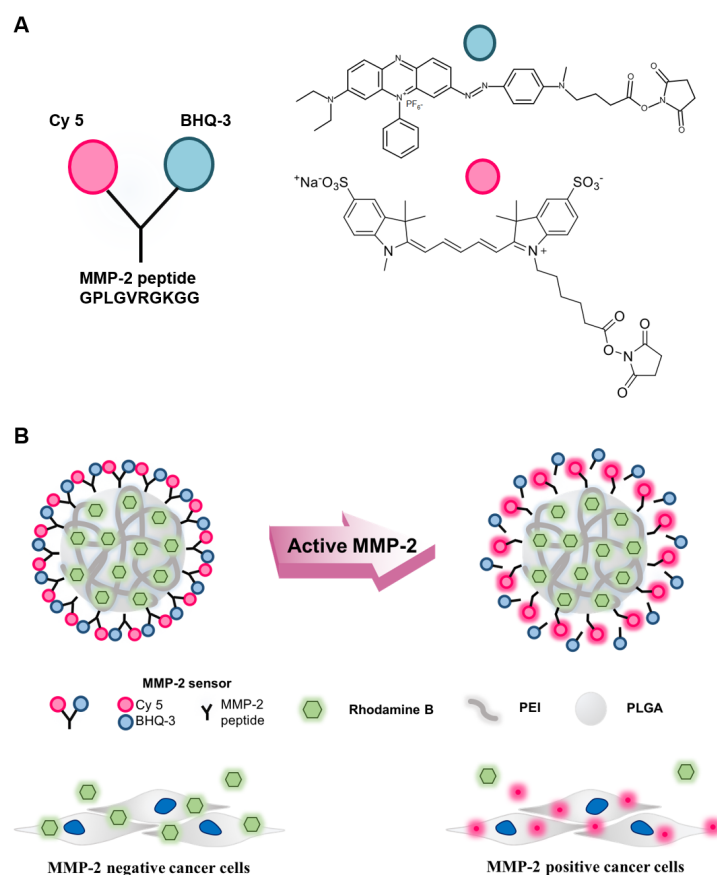 A
Cy 5
BHQ-3
MMP-2 peptide
GPLGVRGKGG
N
N
N+
PF6-
N
N
N
O
O
N
O
O
+Na-O3S
SO3-
N
N+
O
O
N
O
O
B
Active MMP-2
MMP-2 sensor
Cy 5
BHQ-3
MMP-2
peptide
Rhodamine B
PEI
PLGA
MMP-2 negative cancer cells
MMP-2 positive cancer cells